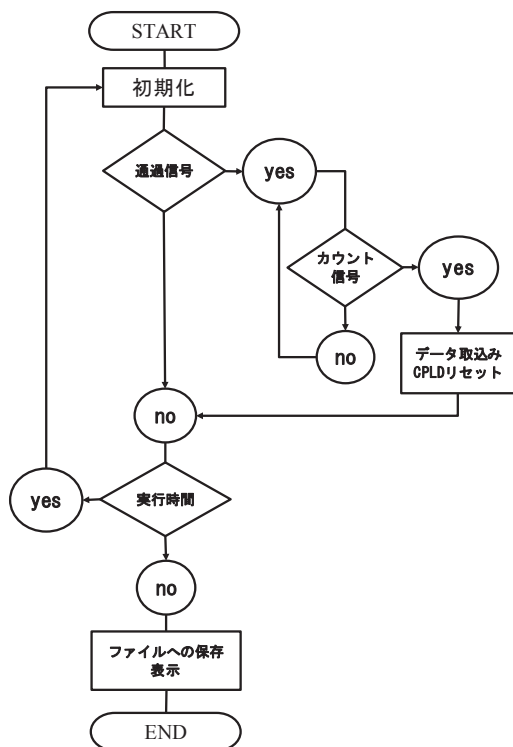 START
初期化
通過信号
yes
カウント
信号
yes
no
データ取込み
CPLDリセット
no
実行時間
yes
no
ファイルへの保存
表示
END